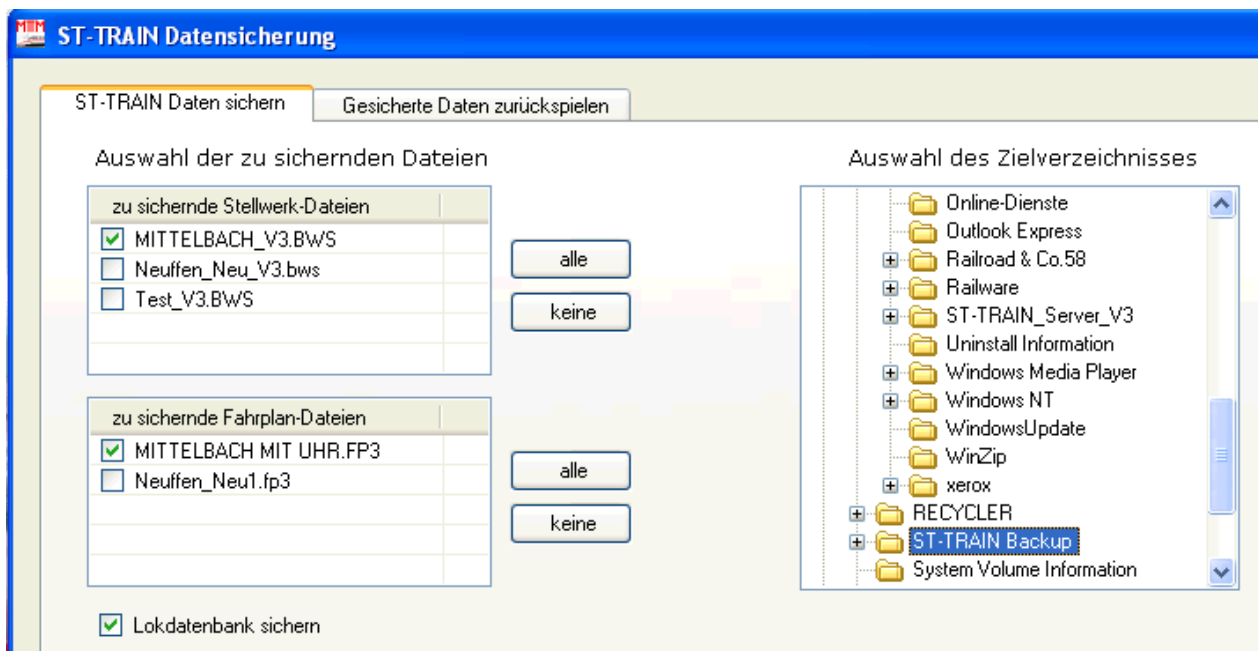 MTM ST-TRAIN Datensicherung
ST-TRAIN Daten sichern
Gesicherte Daten zurückspielen
Auswahl der zu sichernden Dateien
zu sichernde Stellwerk-Dateien
MITTELBACH_V3.BWS
Neuffen_Neu_V3.bws
Test_V3.BWS
alle
keine
zu sichernde Fahrplan-Dateien
MITTELBACH MIT UHR.FP3
Neuffen_Neu1.fp3
alle
keine
Lokdatenbank sichern
Auswahl des Zielverzeichnisses
Online-Dienste
Outlook Express
Railroad & Co.58
Railware
ST-TRAIN_Server_V3
Uninstall Information
Windows Media Player
Windows NT
WindowsUpdate
WinZip
xerox
RECYCLER
ST-TRAIN Backup
System Volume Information